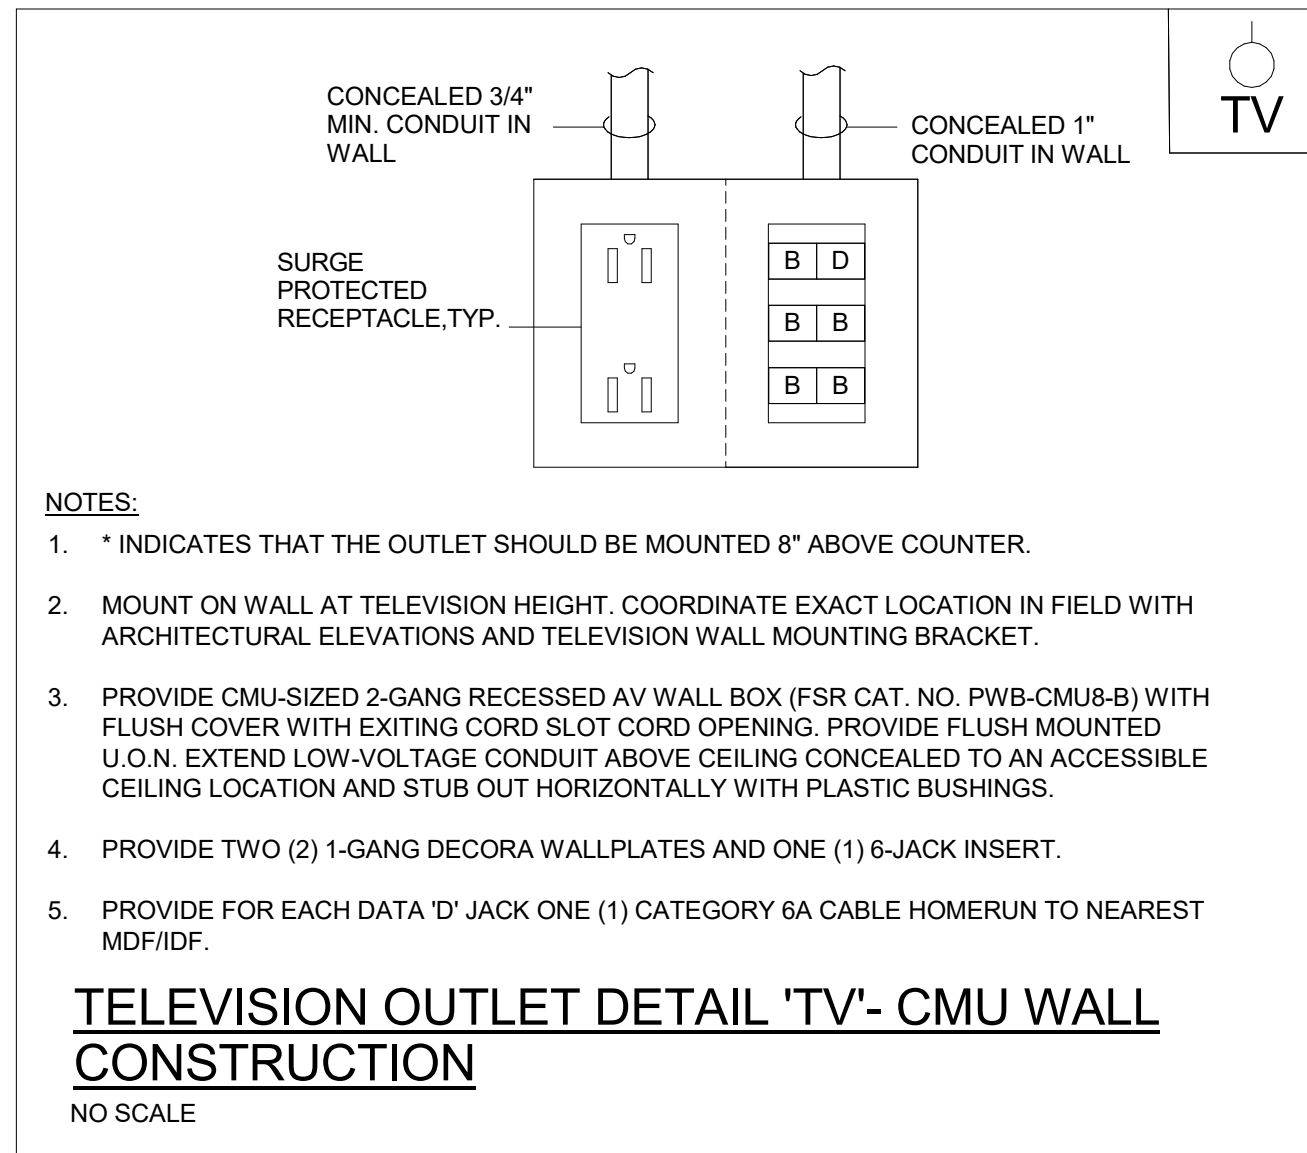 TV
CONCEALED 3/4"
MIN. CONDUIT IN
WALL
CONCEALED 1"
CONDUIT IN WALL
SURGE
PROTECTED
RECEPTACLE,TYP.
B D
B B
B B
NOTES:
1. * INDICATES THAT THE OUTLET SHOULD BE MOUNTED 8" ABOVE COUNTER.
2. MOUNT ON WALL AT TELEVISION HEIGHT. COORDINATE EXACT LOCATION IN FIELD WITH
ARCHITECTURAL ELEVATIONS AND TELEVISION WALL MOUNTING BRACKET.
3. PROVIDE CMU-SIZED 2-GANG RECESSED AV WALL BOX (FSR CAT. NO. PWB-CMU8-B) WITH
FLUSH COVER WITH EXITING CORD SLOT CORD OPENING. PROVIDE FLUSH MOUNTED
U.O.N. EXTEND LOW-VOLTAGE CONDUIT ABOVE CEILING CONCEALED TO AN ACCESSIBLE
CEILING LOCATION AND STUB OUT HORIZONTALLY WITH PLASTIC BUSHINGS.
4. PROVIDE TWO (2) 1-GANG DECORA WALLPLATES AND ONE (1) 6-JACK INSERT.
5. PROVIDE FOR EACH DATA 'D' JACK ONE (1) CATEGORY 6A CABLE HOMERUN TO NEAREST
MDF/IDF.
TELEVISION OUTLET DETAIL 'TV'- CMU WALL
CONSTRUCTION
NO SCALE